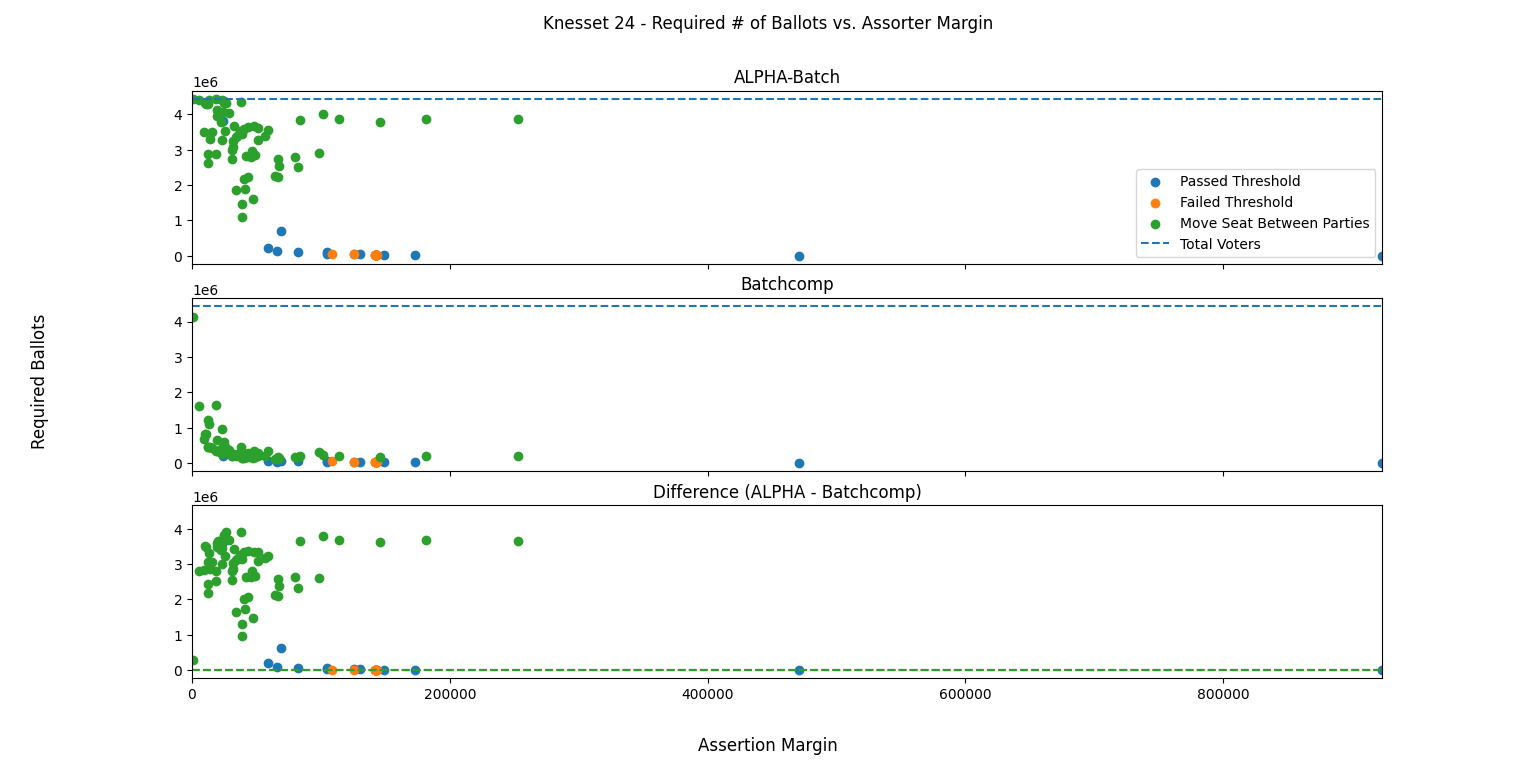 Knesset 24 - Required # of Ballots vs. Assorter Margin
ALPHA-Batch
1e6
4
3
2
1
0
Passed Threshold
Failed Threshold
Move Seat Between Parties
Total Voters
Batchcomp
1e6
4
3
2
1
0
Required Ballots
Difference (ALPHA - Batchcomp)
1e6
4
3
2
1
0
0 200000 400000 600000 800000
Assertion Margin